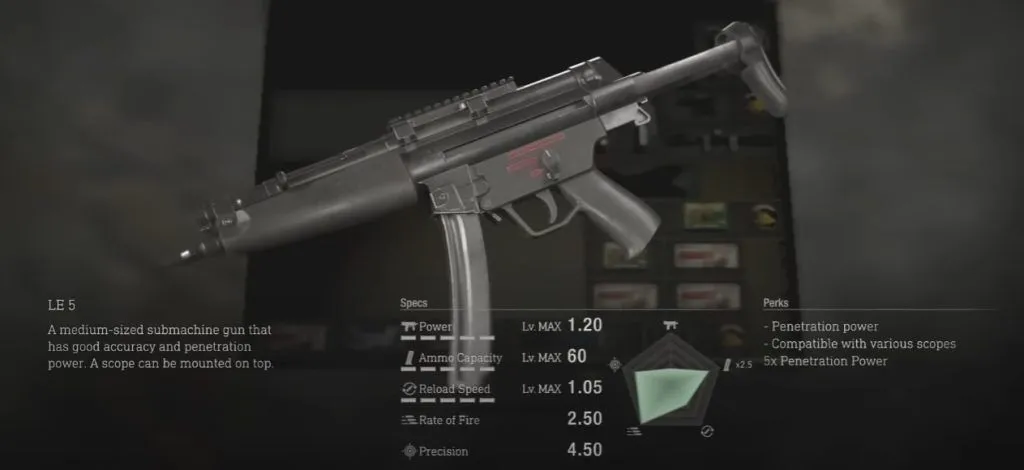 LE 5
A medium-sized submachine gun that
has good accuracy and penetration
power. A scope can be mounted on top.
Specs
Power Lv. MAX 1.20
Ammo Capacity Lv. MAX 60
Reload Speed Lv. MAX 1.05
Rate of Fire 2.50
Precision 4.50
x2.5
Perks
- Penetration power
- Compatible with various scopes
5x Penetration Power